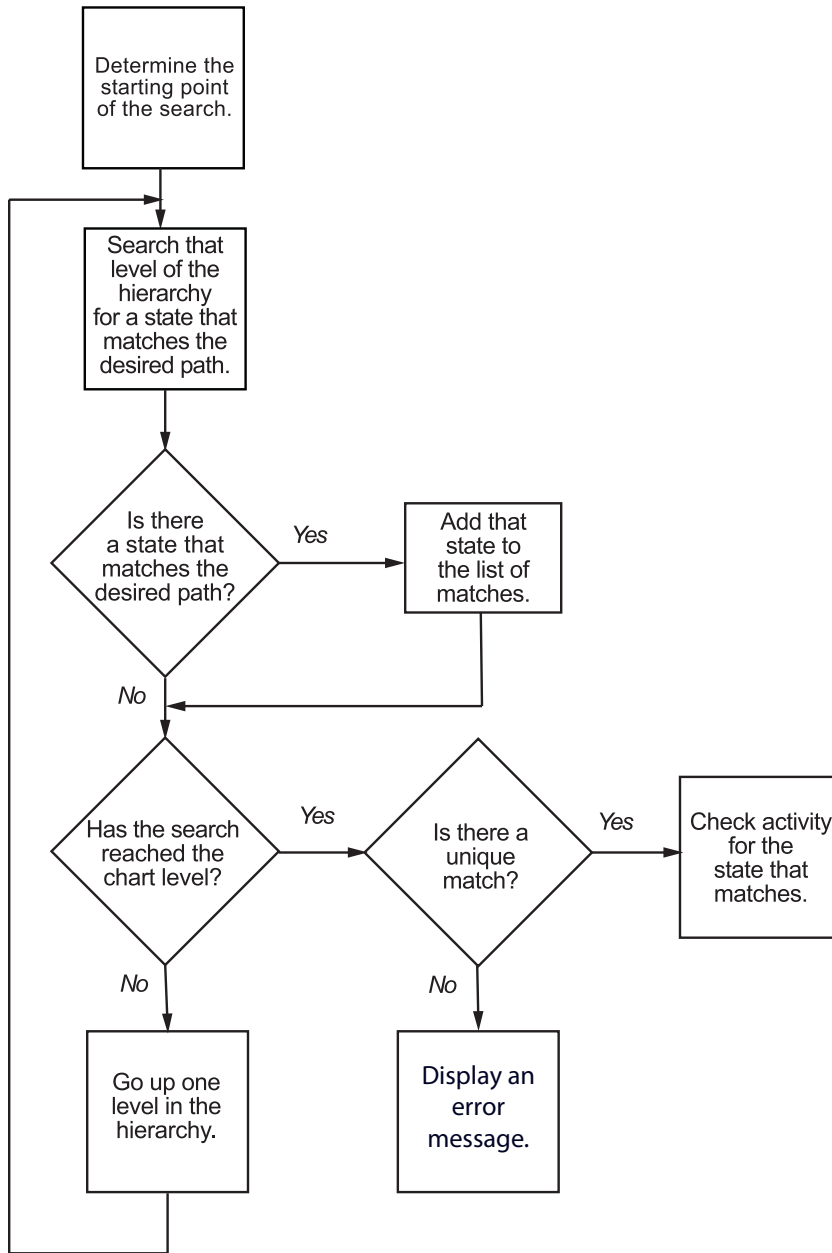 Determine the
starting point
of the search.
Search that
level of the
hierarchy
for a state that
matches the
desired path.
Is there
a state that
matches the
desired path?
Yes
Add that
state to
the list of
matches.
No
Has the search
reached the
chart level?
Yes
Is there a
unique
match?
Yes
Check activity
for the
state that
matches.
No
No
Go up one
level in the
hierarchy.
Display an
error
message.